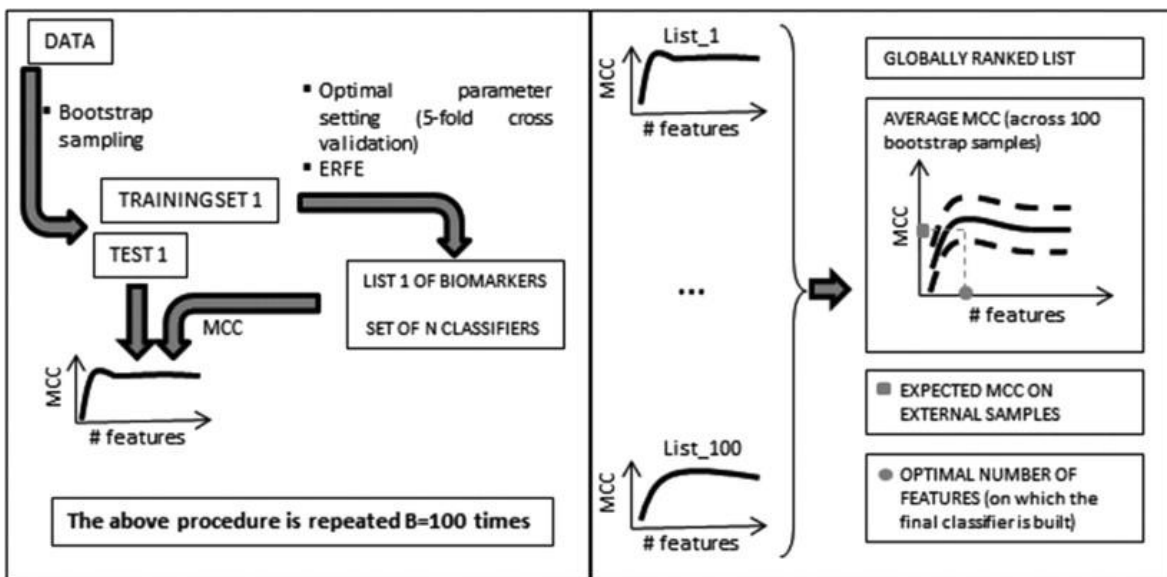 DATA
▪ Bootstrap
sampling
▪ Optimal parameter
setting (5-fold cross
validation)
▪ ERFE
TRAINING SET 1
TEST 1
LIST 1 OF BIOMARKERS
SET OF N CLASSIFIERS
MCC
MCC
# features
The above procedure is repeated B=100 times
List_1
MCC
# features
...
List_100
MCC
# features
GLOBALLY RANKED LIST
AVERAGE MCC (across 100
bootstrap samples)
MCC
# features
EXPECTED MCC ON
EXTERNAL SAMPLES
OPTIMAL NUMBER OF
FEATURES (on which the
final classifier is built)